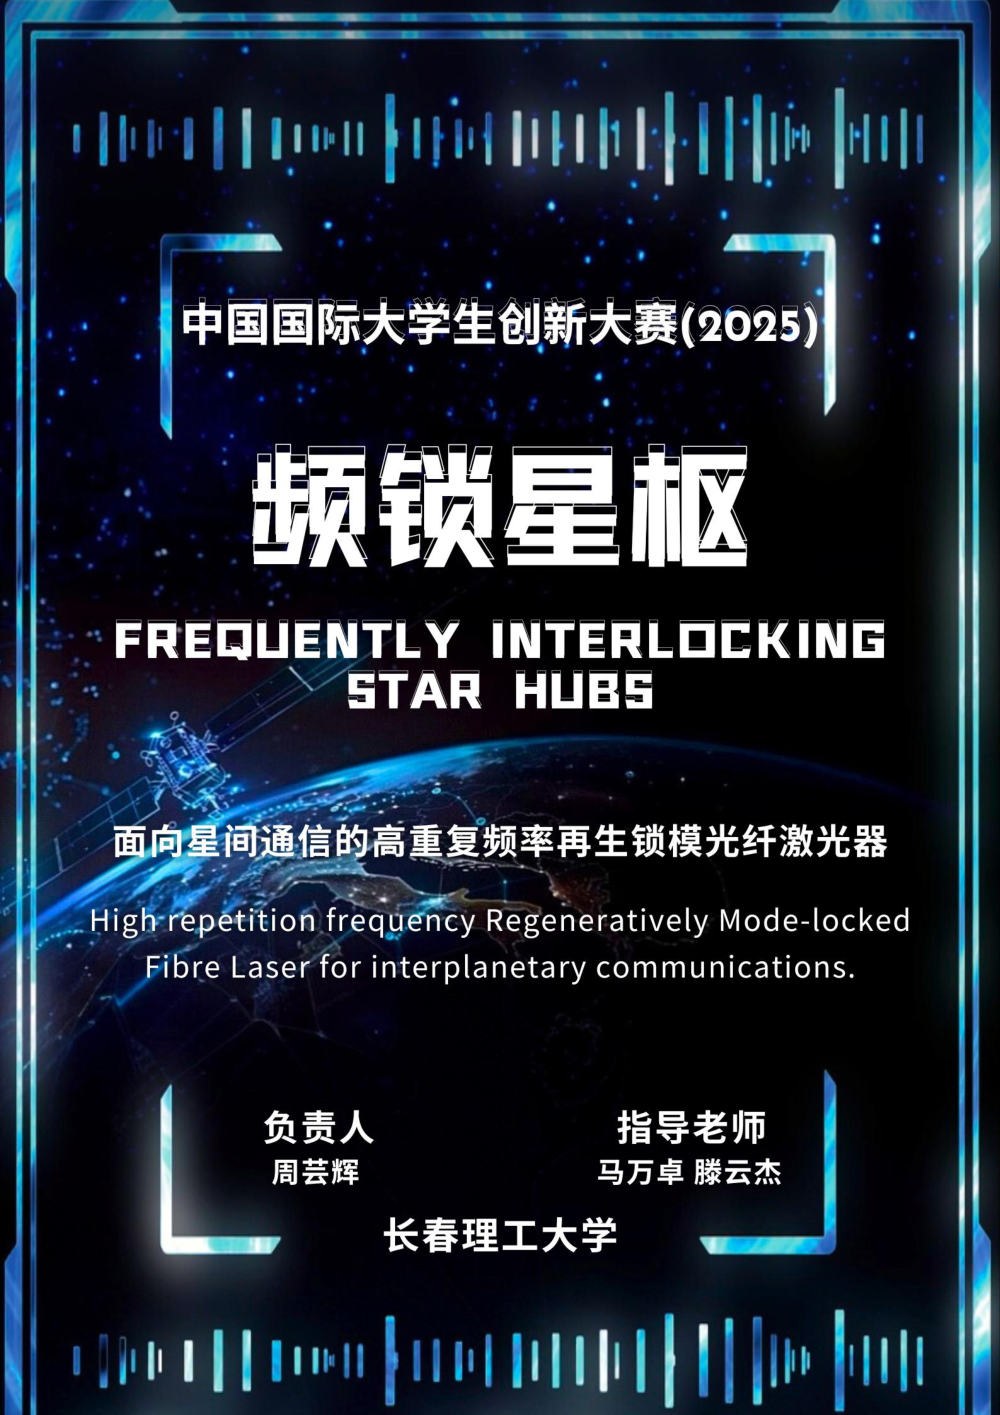 中国国际大学生创新大赛(2025)
频锁星枢
FREQUENTLY INTERLOCKING
STAR HUBS
面向星间通信的高重复频率再生锁模光纤激光器
High repetition frequency Regeneratively Mode-locked
Fibre Laser for interplanetary communications.
负责人 指导老师
周芸辉 马万卓 滕云杰
长春理工大学